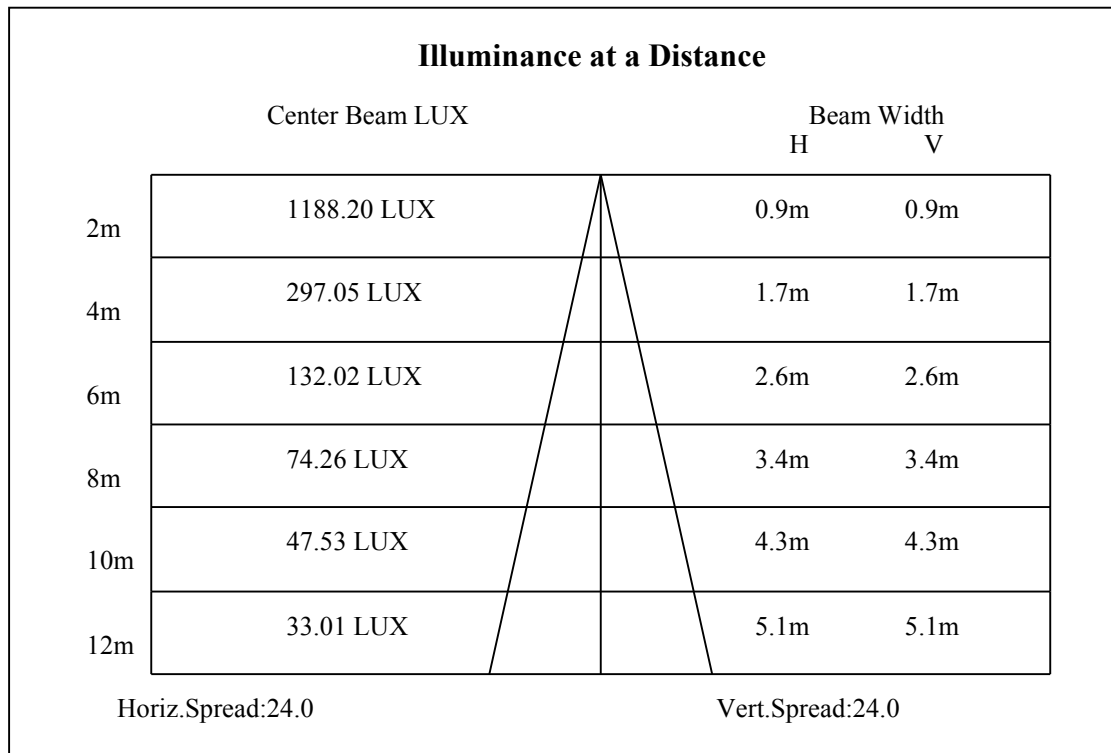 Illuminance at a Distance
Center Beam LUX Beam Width
H V
2m 1188.20 LUX 0.9m 0.9m
4m 297.05 LUX 1.7m 1.7m
6m 132.02 LUX 2.6m 2.6m
8m 74.26 LUX 3.4m 3.4m
10m 47.53 LUX 4.3m 4.3m
12m 33.01 LUX 5.1m 5.1m
Horiz.Spread:24.0 Vert.Spread:24.0